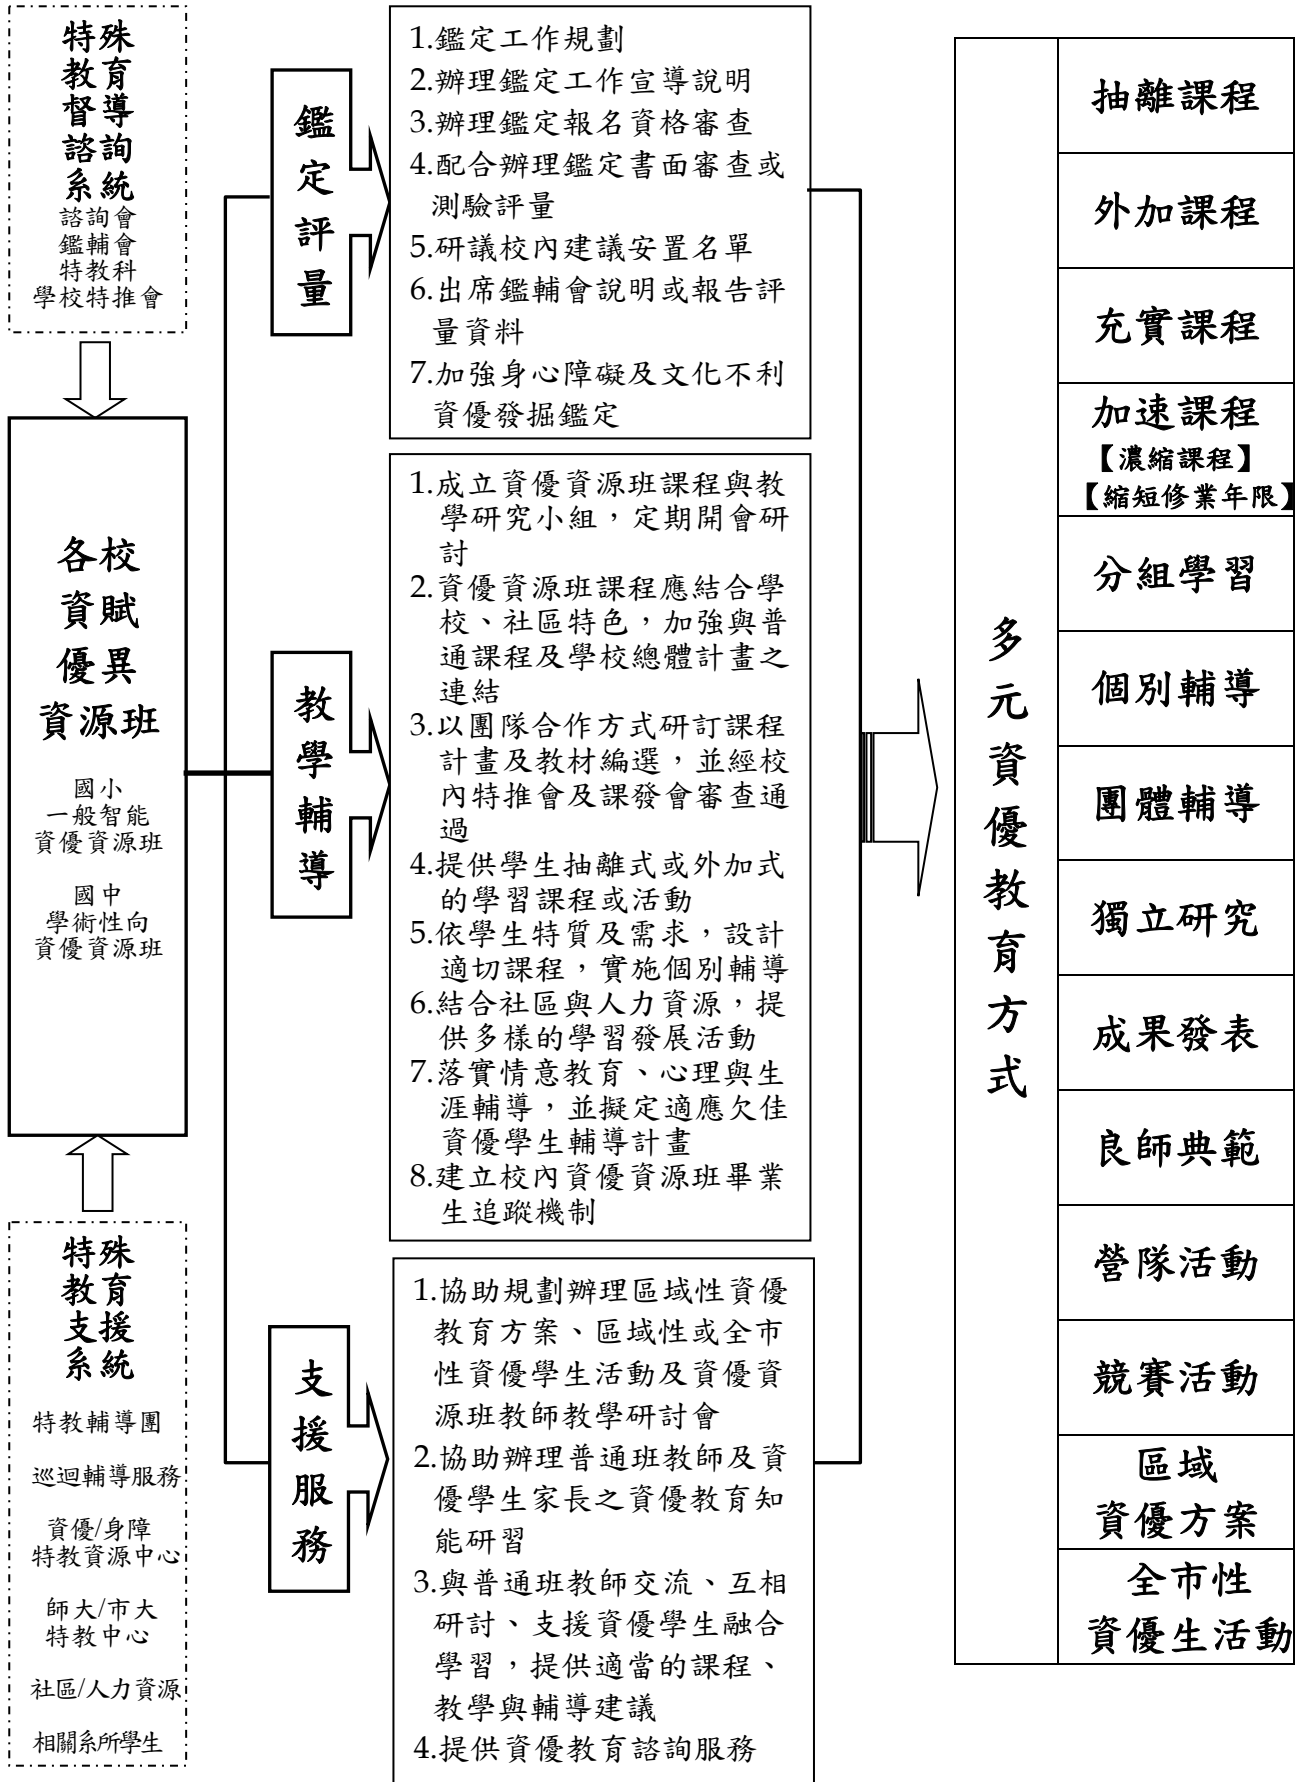 特殊
教育
督導
諮詢
系統
諮詢會
鑑輔會
特教科
學校特推會
各校
資賦
優異
資源班
國小
一般智能
資優資源班
國中
學術性向
資優資源班
特殊
教育
支援
系統
特教輔導團
巡迴輔導服務
資優/身障
特教資源中心
師大/市大
特教中心
社區/人力資源
相關系所學生
鑑
定
評
量
1.鑑定工作規劃
2.辦理鑑定工作宣導說明
3.辦理鑑定報名資格審查
4.配合辦理鑑定書面審查或
測驗評量
5.研議校內建議安置名單
6.出席鑑輔會說明或報告評
量資料
7.加強身心障礙及文化不利
資優發掘鑑定
教
學
輔
導
1.成立資優資源班課程與教
學研究小組，定期開會研
討
2.資優資源班課程應結合學
校、社區特色，加強與普
通課程及學校總體計畫之
連結
3.以團隊合作方式研訂課程
計畫及教材編選，並經校
內特推會及課發會審查通
過
4.提供學生抽離式或外加式
的學習課程或活動
5.依學生特質及需求，設計
適切課程，實施個別輔導
6.結合社區與人力資源，提
供多樣的學習發展活動
7.落實情意教育、心理與生
涯輔導，並擬定適應欠佳
資優學生輔導計畫
8.建立校內資優資源班畢業
生追蹤機制
支
援
服
務
1.協助規劃辦理區域性資優
教育方案、區域性或全市
性資優學生活動及資優資
源班教師教學研討會
2.協助辦理普通班教師及資
優學生家長之資優教育知
能研習
3.與普通班教師交流、互相
研討、支援資優學生融合
學習，提供適當的課程、
教學與輔導建議
4.提供資優教育諮詢服務
多
元
資
優
教
育
方
式
抽離課程
外加課程
充實課程
加速課程
【濃縮課程】
【縮短修業年限】
分組學習
個別輔導
團體輔導
獨立研究
成果發表
良師典範
營隊活動
競賽活動
區域
資優方案
全市性
資優生活動